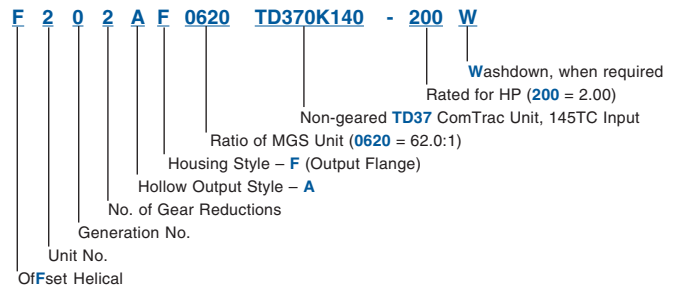 F 2 0 2 A F 0620 TD370K140 - 200 W
Washdown, when required
Rated for HP (200 = 2.00)
Non-geared TD37 ComTrac Unit, 145TC Input
Ratio of MGS Unit (0620 = 62.0:1)
Housing Style – F (Output Flange)
Hollow Output Style – A
No. of Gear Reductions
Generation No.
Unit No.
OfFset Helical